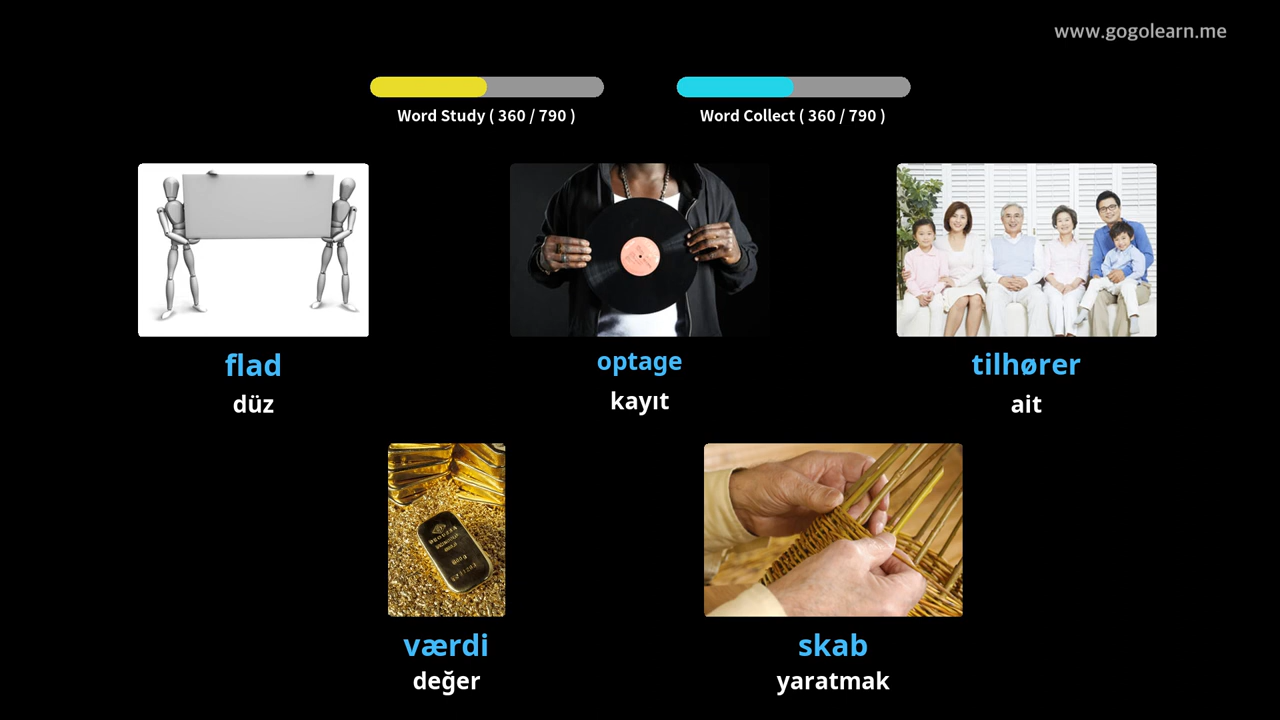 www.gogolearn.me
Word Study ( 360 / 790 )
Word Collect ( 360 / 790 )
flad
düz
optage
kayıt
tilhører
ait
værdi
değer
skab
yaratmak